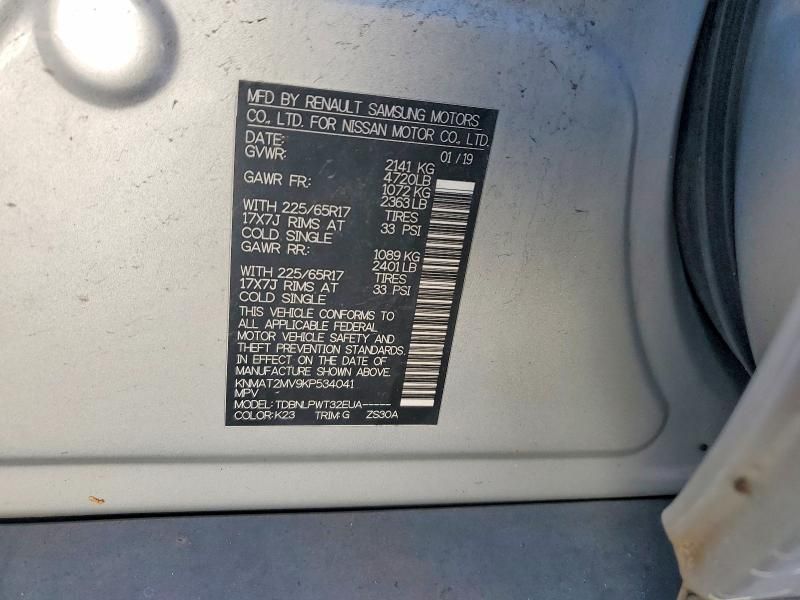 MFD BY RENAULT SAMSUNG MOTORS
CO., LTD. FOR NISSAN MOTOR CO., LTD.
DATE: 01/19
GVWR: 2141 KG
4720LB
GAWR FR: 1072 KG
2363 LB
WITH 225/65R17 TIRES
17X7J RIMS AT 33 PSI
COLD SINGLE
GAWR RR: 1089 KG
2401 LB
WITH 225/65R17 TIRES
17X7J RIMS AT 33 PSI
COLD SINGLE
THIS VEHICLE CONFORMS TO
ALL APPLICABLE FEDERAL
MOTOR VEHICLE SAFETY AND
THEFT PREVENTION STANDARDS
IN EFFECT ON THE DATE OF
MANUFACTURE SHOWN ABOVE.
KNMAT2MV9KP534041
MPV
MODEL: TDBNLPWT32EUA-----
COLOR:K23 TRIM:G ZS30A